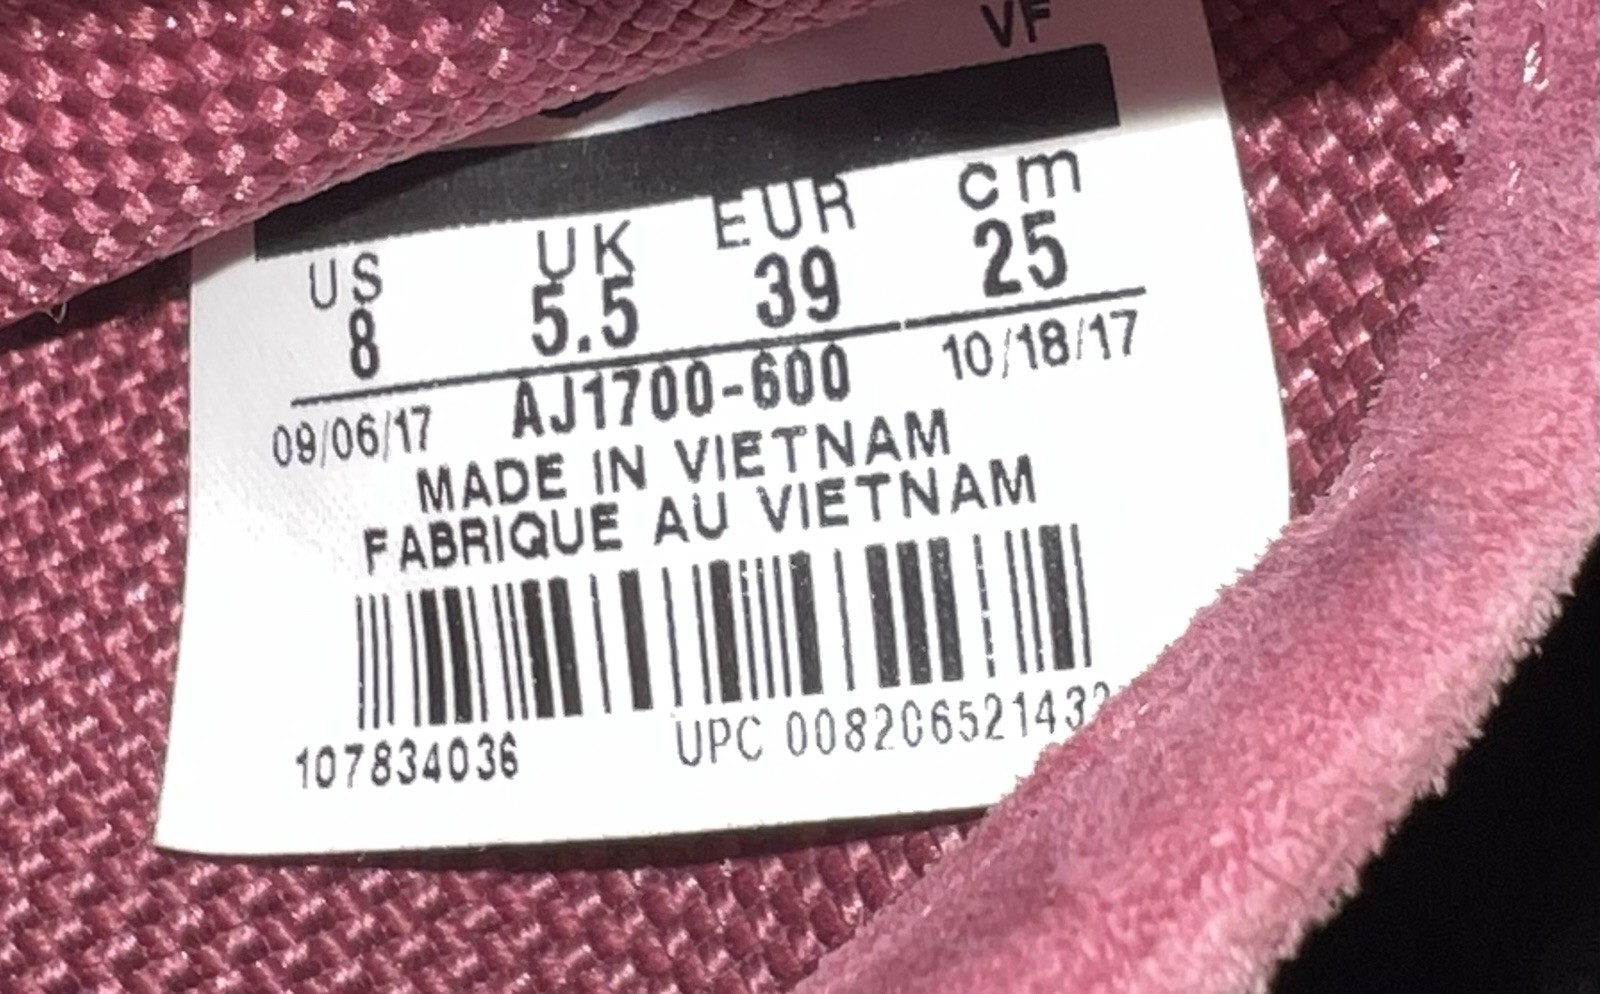 VF
US UK EUR cm
8 5.5 39 25
09/06/17 AJ1700-600 10/18/17
MADE IN VIETNAM
FABRIQUE AU VIETNAM
107834036 UPC